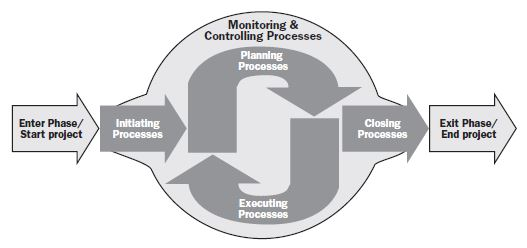 Monitoring &
Controlling Processes
Planning
Processes
Enter Phase/
Start project
Initiating
Processes
Closing
Processes
Exit Phase/
End project
Executing
Processes